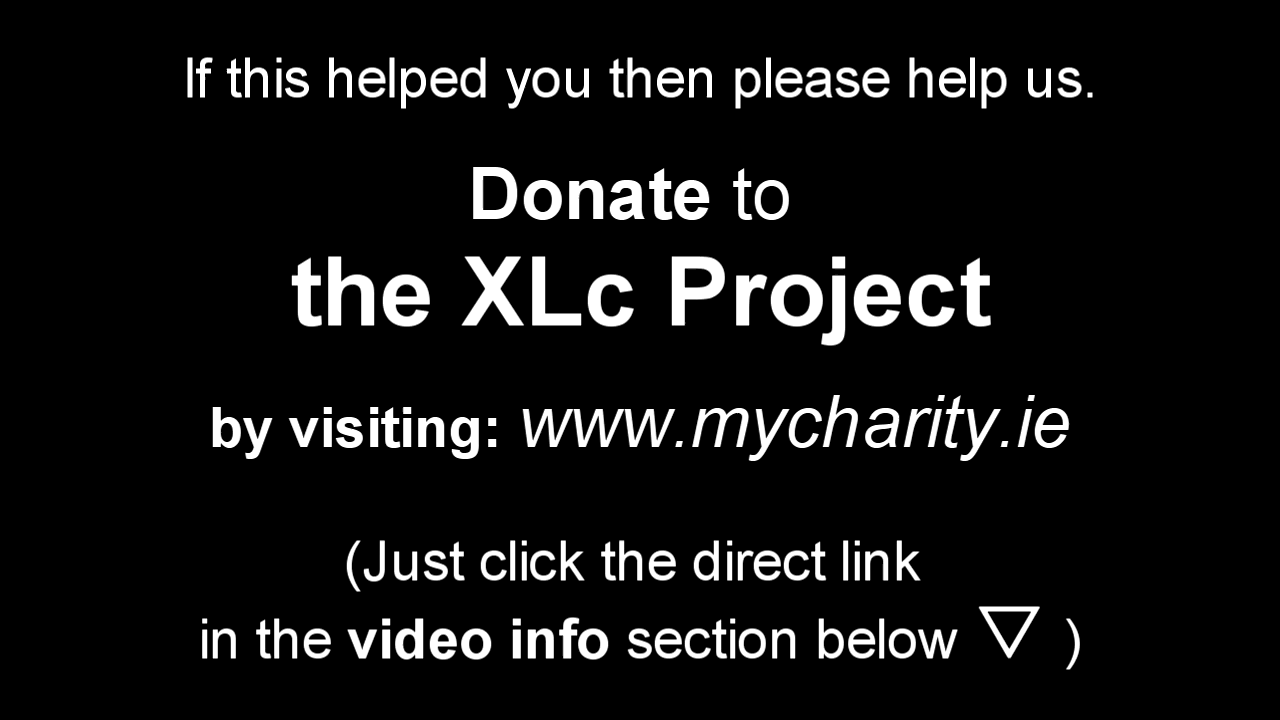 If this helped you then please help us.
Donate to
the XLc Project
by visiting: www.mycharity.ie
(Just click the direct link
in the video info section below ▽ )